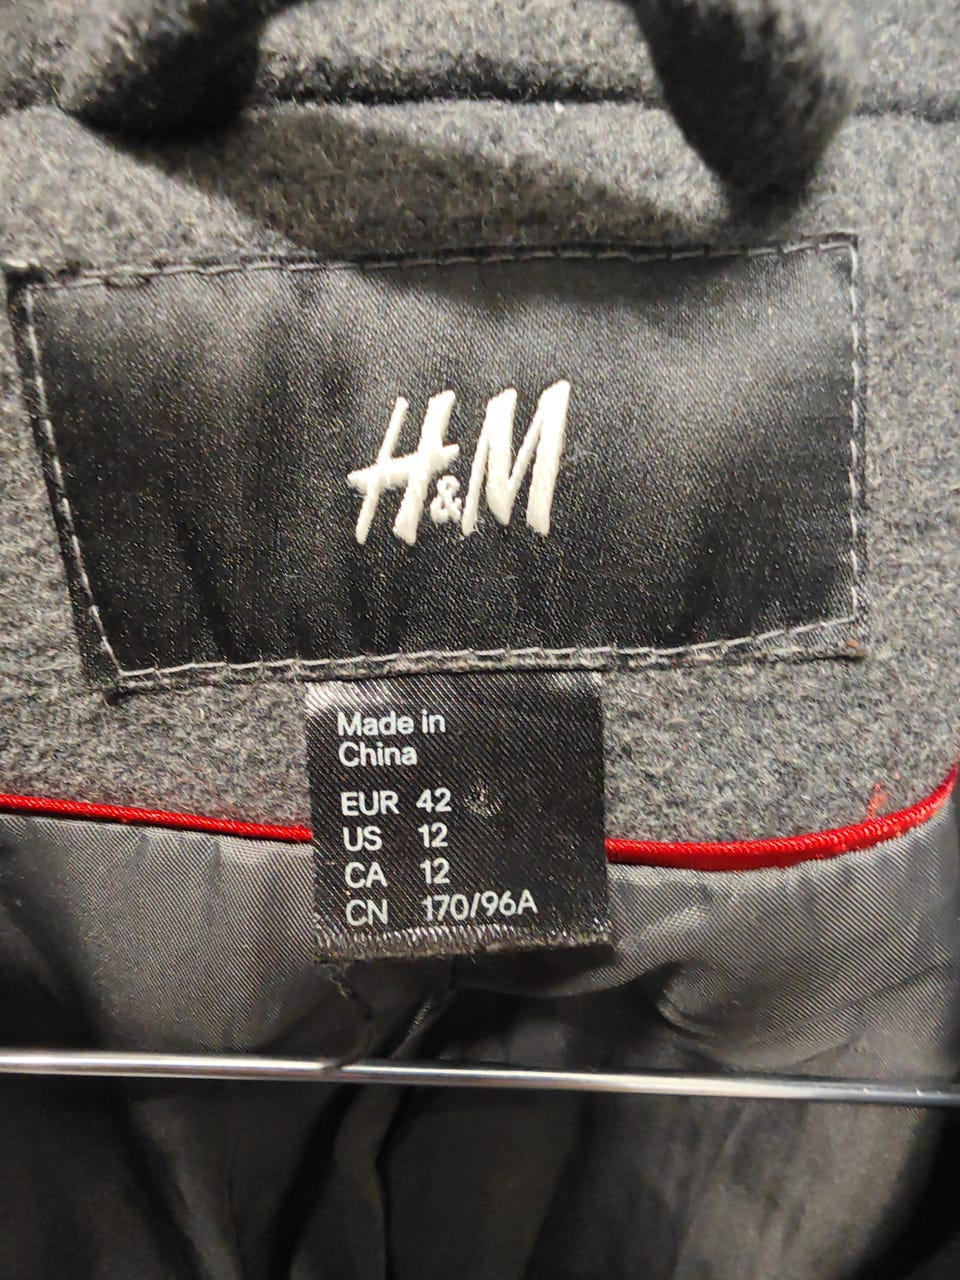 H&M
Made in
China
EUR 42
US 12
CA 12
CN 170/96A